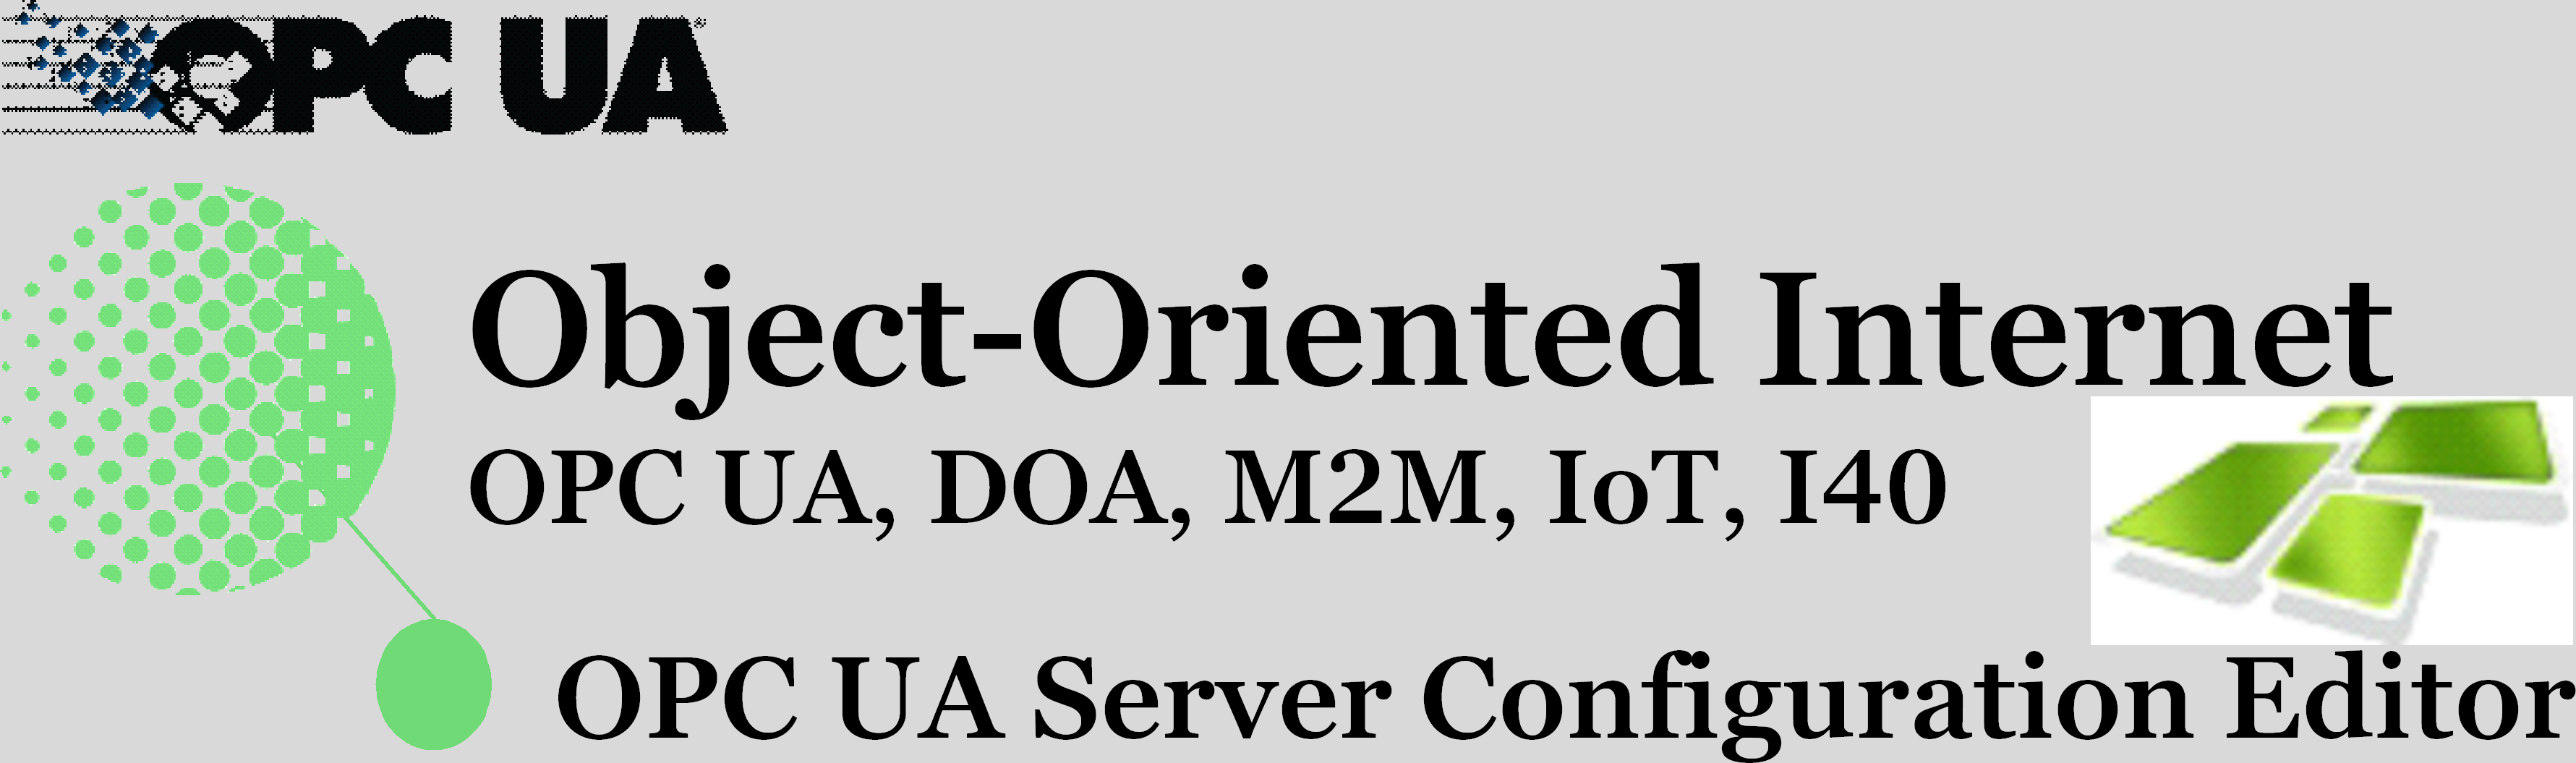 OPC UA®
Object-Oriented Internet
OPC UA, DOA, M2M, IoT, I40
OPC UA Server Configuration Editor